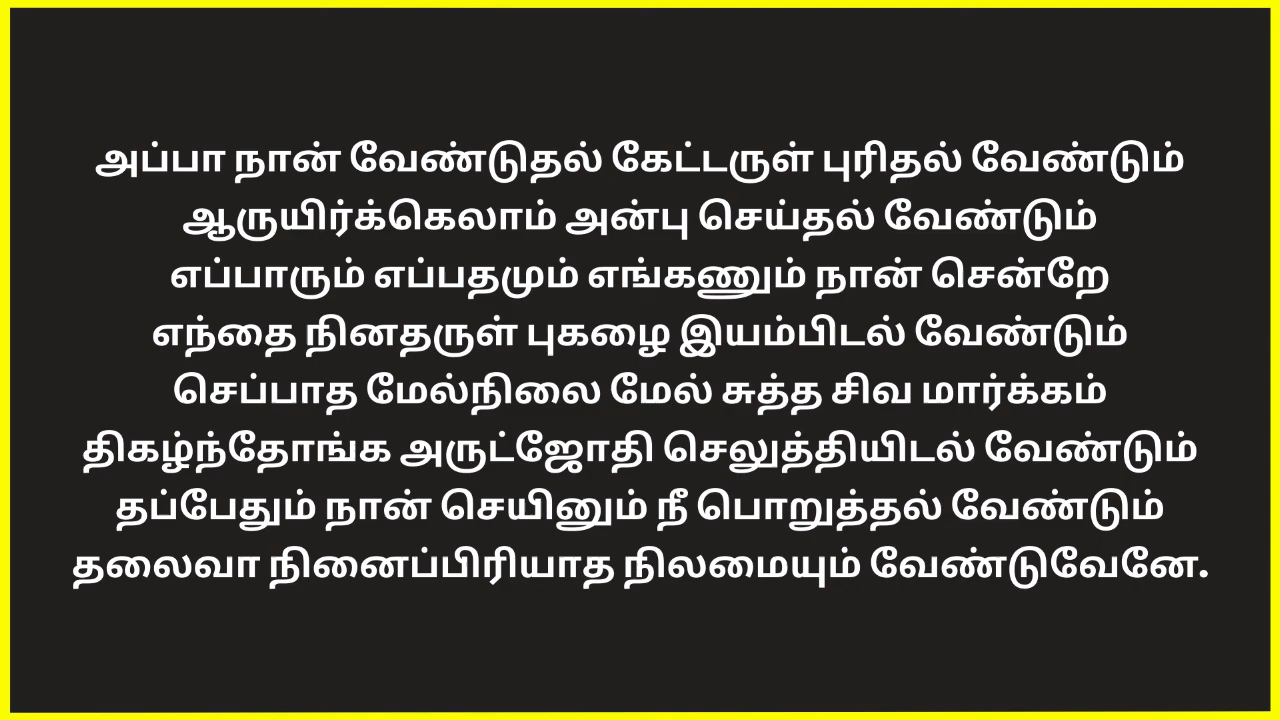 அப்பா நான் வேண்டுதல் கேட்டருள் புரிதல் வேண்டும்
ஆருயிர்க்கெலாம் அன்பு செய்தல் வேண்டும்
எப்பாரும் எப்பதமும் எங்கணும் நான் சென்றே
எந்தை நினதருள் புகழை இயம்பிடல் வேண்டும்
செப்பாத மேல்நிலை மேல் சுத்த சிவ மார்க்கம்
திகழ்ந்தோங்க அருட்ஜோதி செலுத்தியிடல் வேண்டும்
தப்பேதும் நான் செயினும் நீ பொறுத்தல் வேண்டும்
தலைவா நினைப்பிரியாத நிலமையும் வேண்டுவேனே.